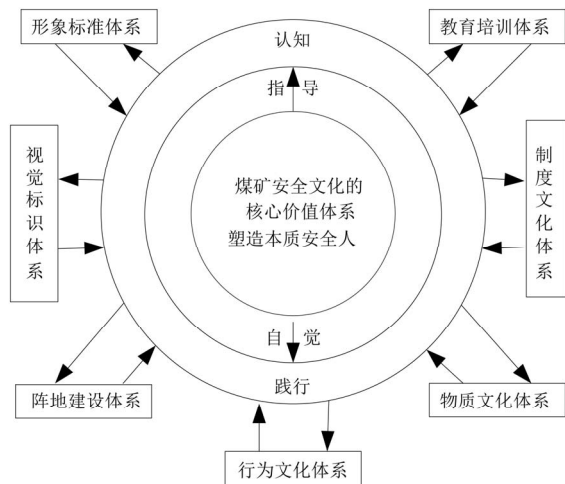 形象标准体系
认知
教育培训体系
指导
视觉标识体系
煤矿安全文化的
核心价值体系
塑造本质安全人
制度文化体系
自觉
践行
阵地建设体系
物质文化体系
行为文化体系